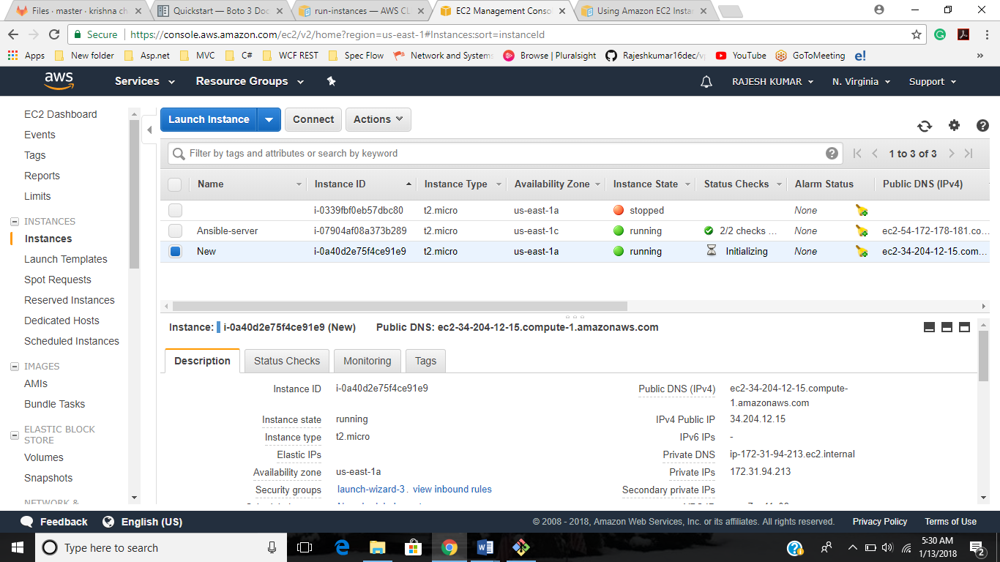 Files · master · krishna ch
Quickstart — Boto 3 Doc
run-instances — AWS CL
EC2 Management Conso
Using Amazon EC2 Instan
Secure
https://console.aws.amazon.com/ec2/v2/home?region=us-east-1#Instances:sort=instanceId
Apps
New folder
Asp.net
MVC
C#
WCF REST
Spec Flow
Network and Systems
Browse | Pluralsight
Rajeshkumar16dec/v
YouTube
GoToMeeting
e!
»
aws
Services
Resource Groups
RAJESH KUMAR
N. Virginia
Support
EC2 Dashboard
Events
Tags
Reports
Limits
INSTANCES
Instances
Launch Templates
Spot Requests
Reserved Instances
Dedicated Hosts
Scheduled Instances
IMAGES
AMIs
Bundle Tasks
ELASTIC BLOCK
STORE
Volumes
Snapshots
NETWORK &
Launch Instance Connect Actions
Filter by tags and attributes or search by keyword
1 to 3 of 3
Name Instance ID Instance Type Availability Zone Instance State Status Checks Alarm Status Public DNS (IPv4)
i-0339fbf0eb57dbc80 t2.micro us-east-1a stopped None
Ansible-server i-07904af08a373b289 t2.micro us-east-1c running 2/2 checks ... None ec2-54-172-178-181.co...
New i-0a40d2e75f4ce91e9 t2.micro us-east-1a running Initializing None ec2-34-204-12-15.com...
Instance: i-0a40d2e75f4ce91e9 (New) Public DNS: ec2-34-204-12-15.compute-1.amazonaws.com
Description Status Checks Monitoring Tags
Instance ID i-0a40d2e75f4ce91e9
Instance state running
Instance type t2.micro
Elastic IPs
Availability zone us-east-1a
Security groups launch-wizard-3. view inbound rules
Public DNS (IPv4) ec2-34-204-12-15.compute-
1.amazonaws.com
IPv4 Public IP 34.204.12.15
IPv6 IPs -
Private DNS ip-172-31-94-213.ec2.internal
Private IPs 172.31.94.213
Secondary private IPs
Feedback
English (US)
© 2008 - 2018, Amazon Web Services, Inc. or its affiliates. All rights reserved.
Privacy Policy
Terms of Use
Type here to search
5:30 AM
1/13/2018
2